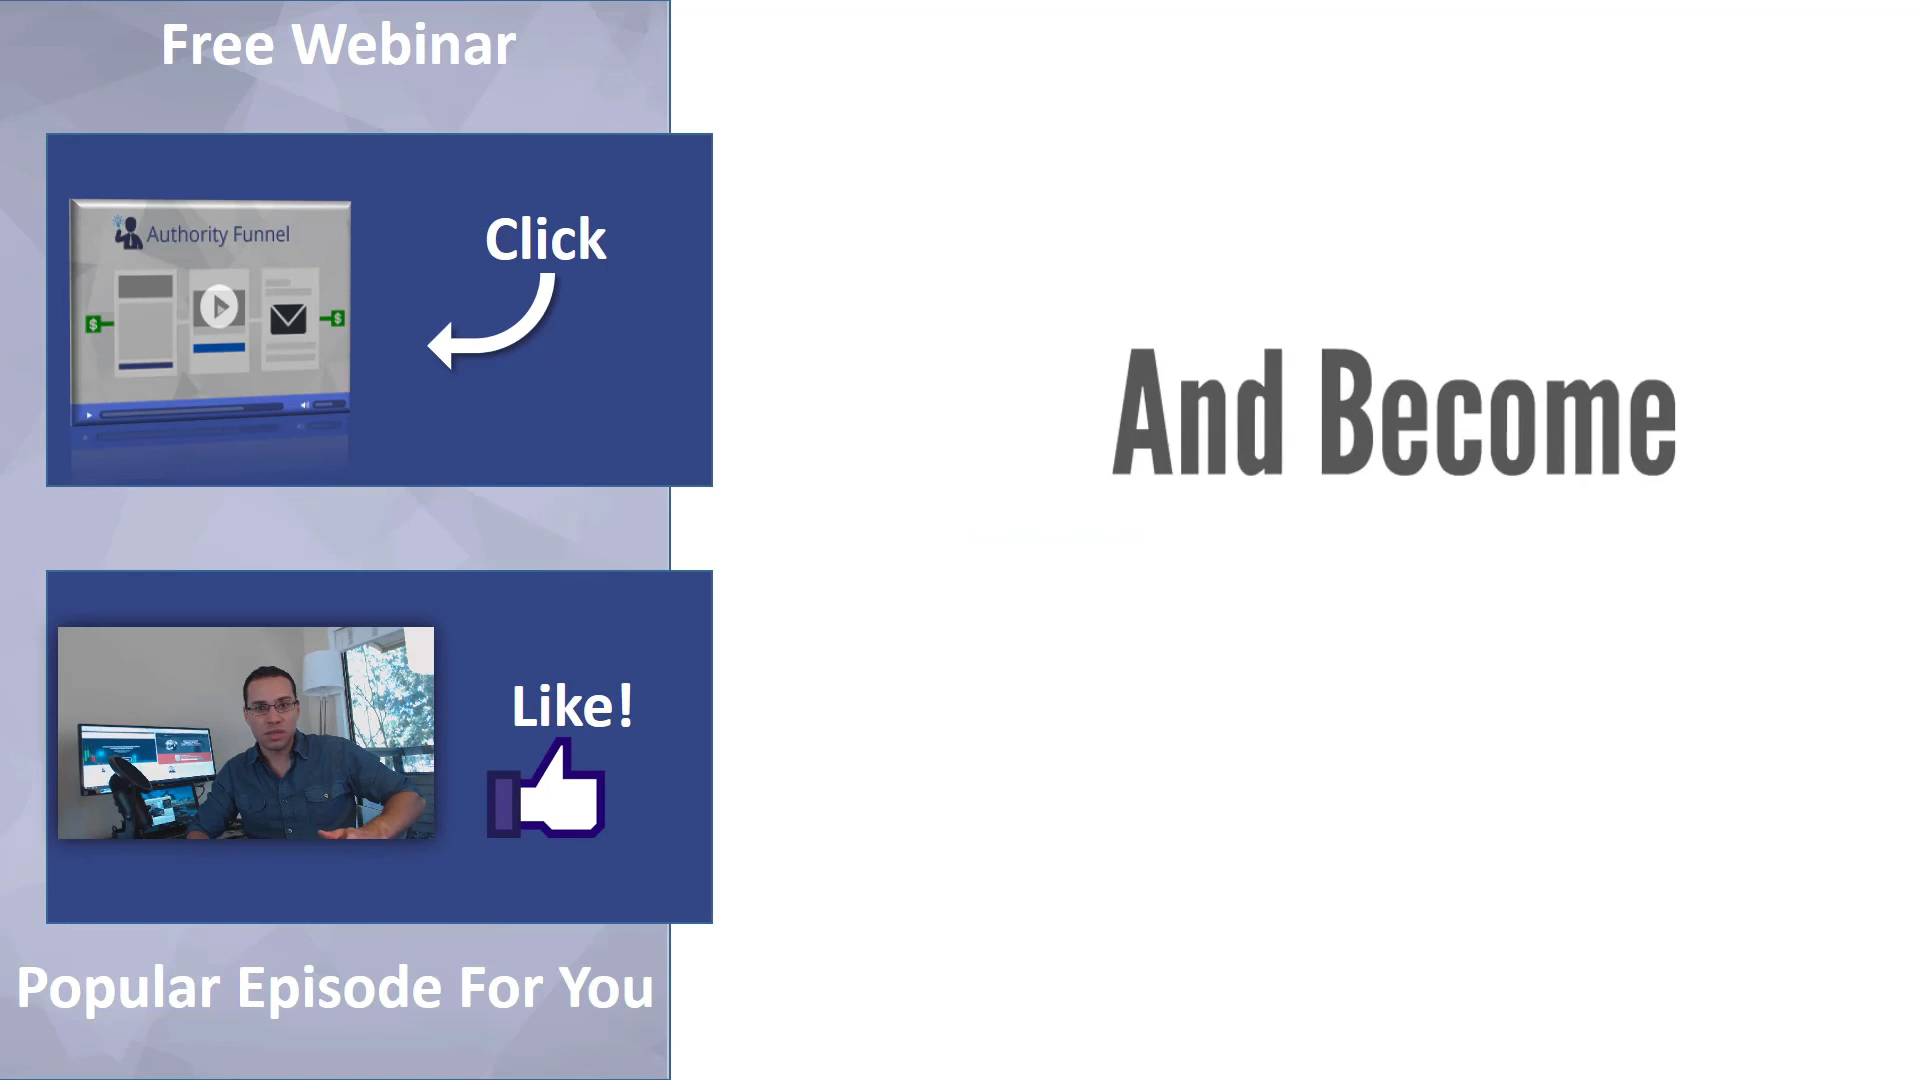 Free Webinar
Authority Funnel
Click
$
$
And Become
Like!
Popular Episode For You